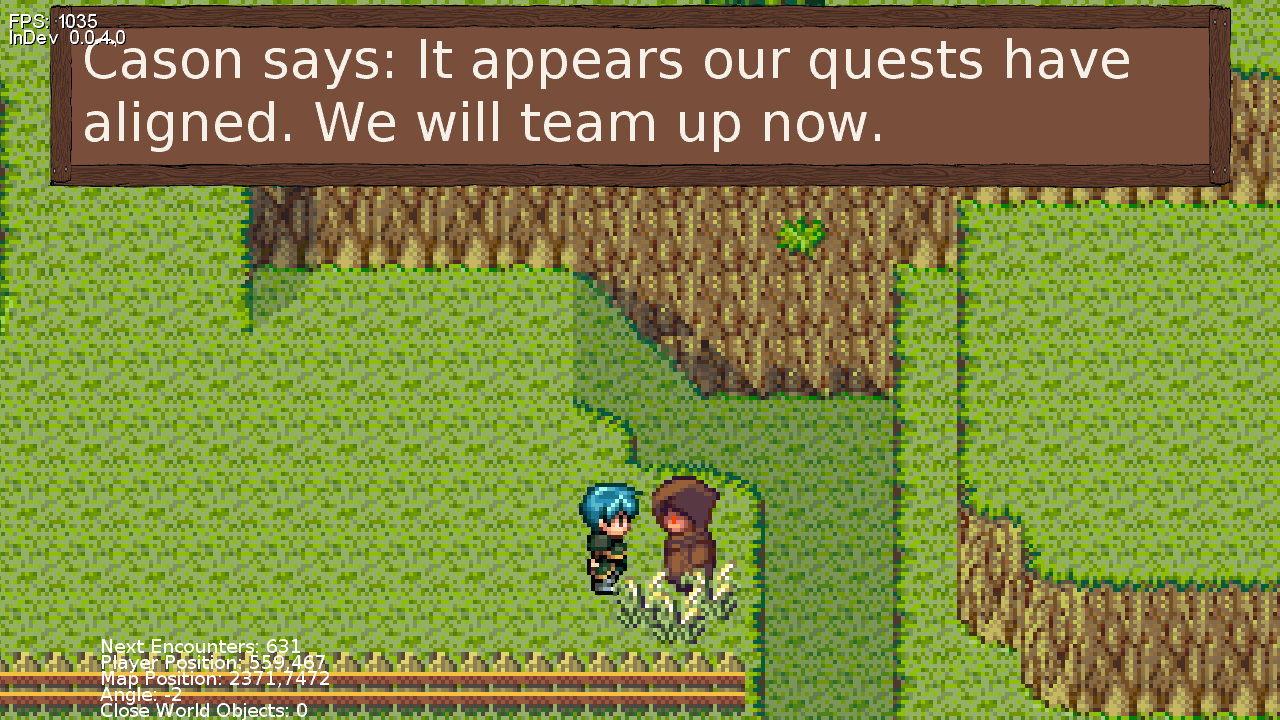 FPS: 1035
InDev 0.0.4.0
Cason says: It appears our quests have
aligned. We will team up now.
Next Encounters: 631
Player Position: 559,467
Map Position: 2371,7472
Angle: -2
Close World Objects: 0